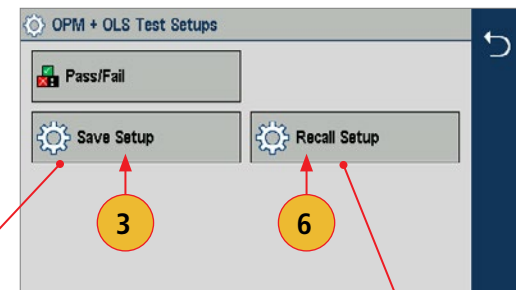 OPM + OLS Test Setups
Pass/Fail
Save Setup
Recall Setup
3
6